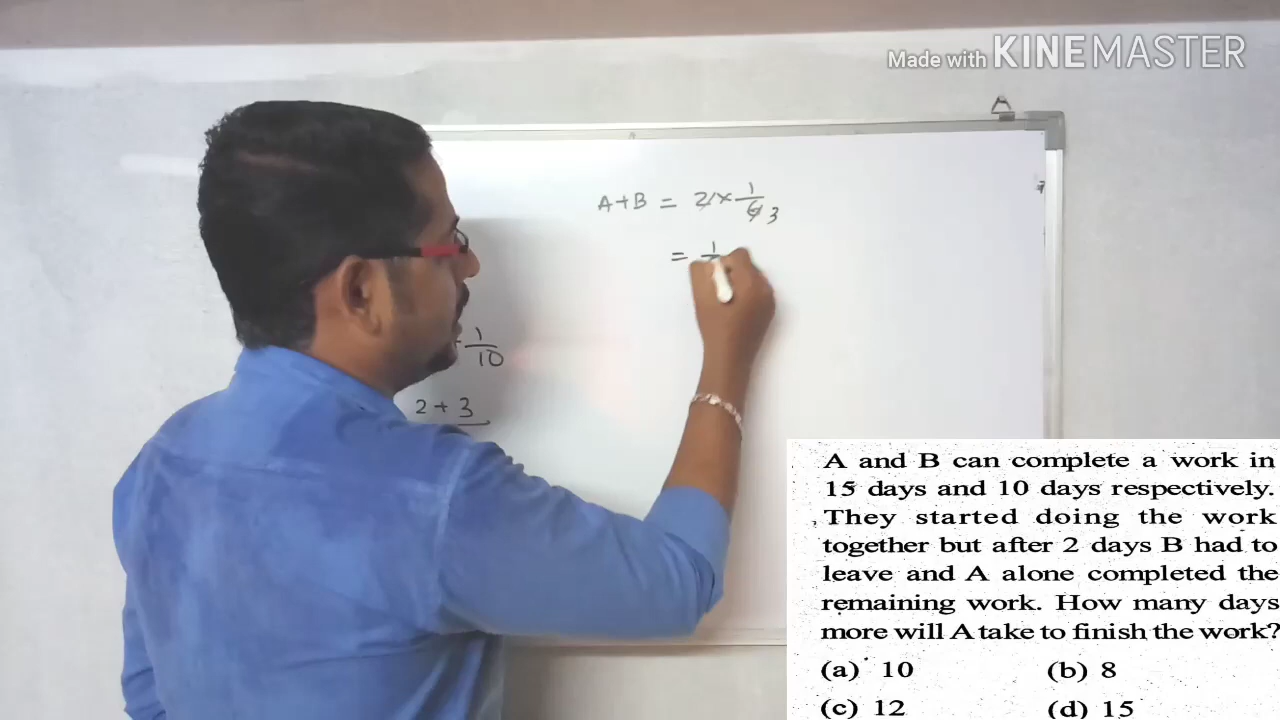 Made with KINEMASTER
A+B = 2 × 1/6 3
= 1
1/10
2 + 3
A and B can complete a work in
15 days and 10 days respectively.
They started doing the work
together but after 2 days B had to
leave and A alone completed the
remaining work. How many days
more will A take to finish the work?
(a) 10 (b) 8
(c) 12 (d) 15